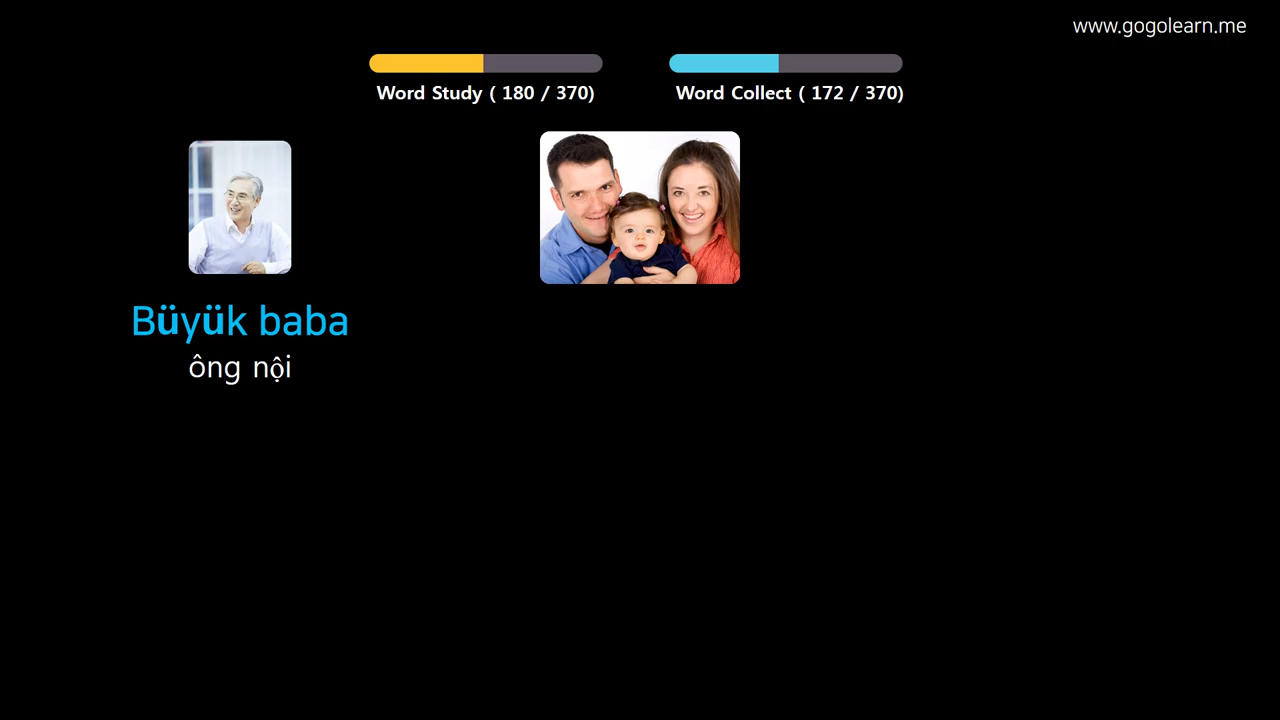 www.gogolearn.me
Word Study ( 180 / 370)
Word Collect ( 172 / 370)
Büyük baba
ông nội